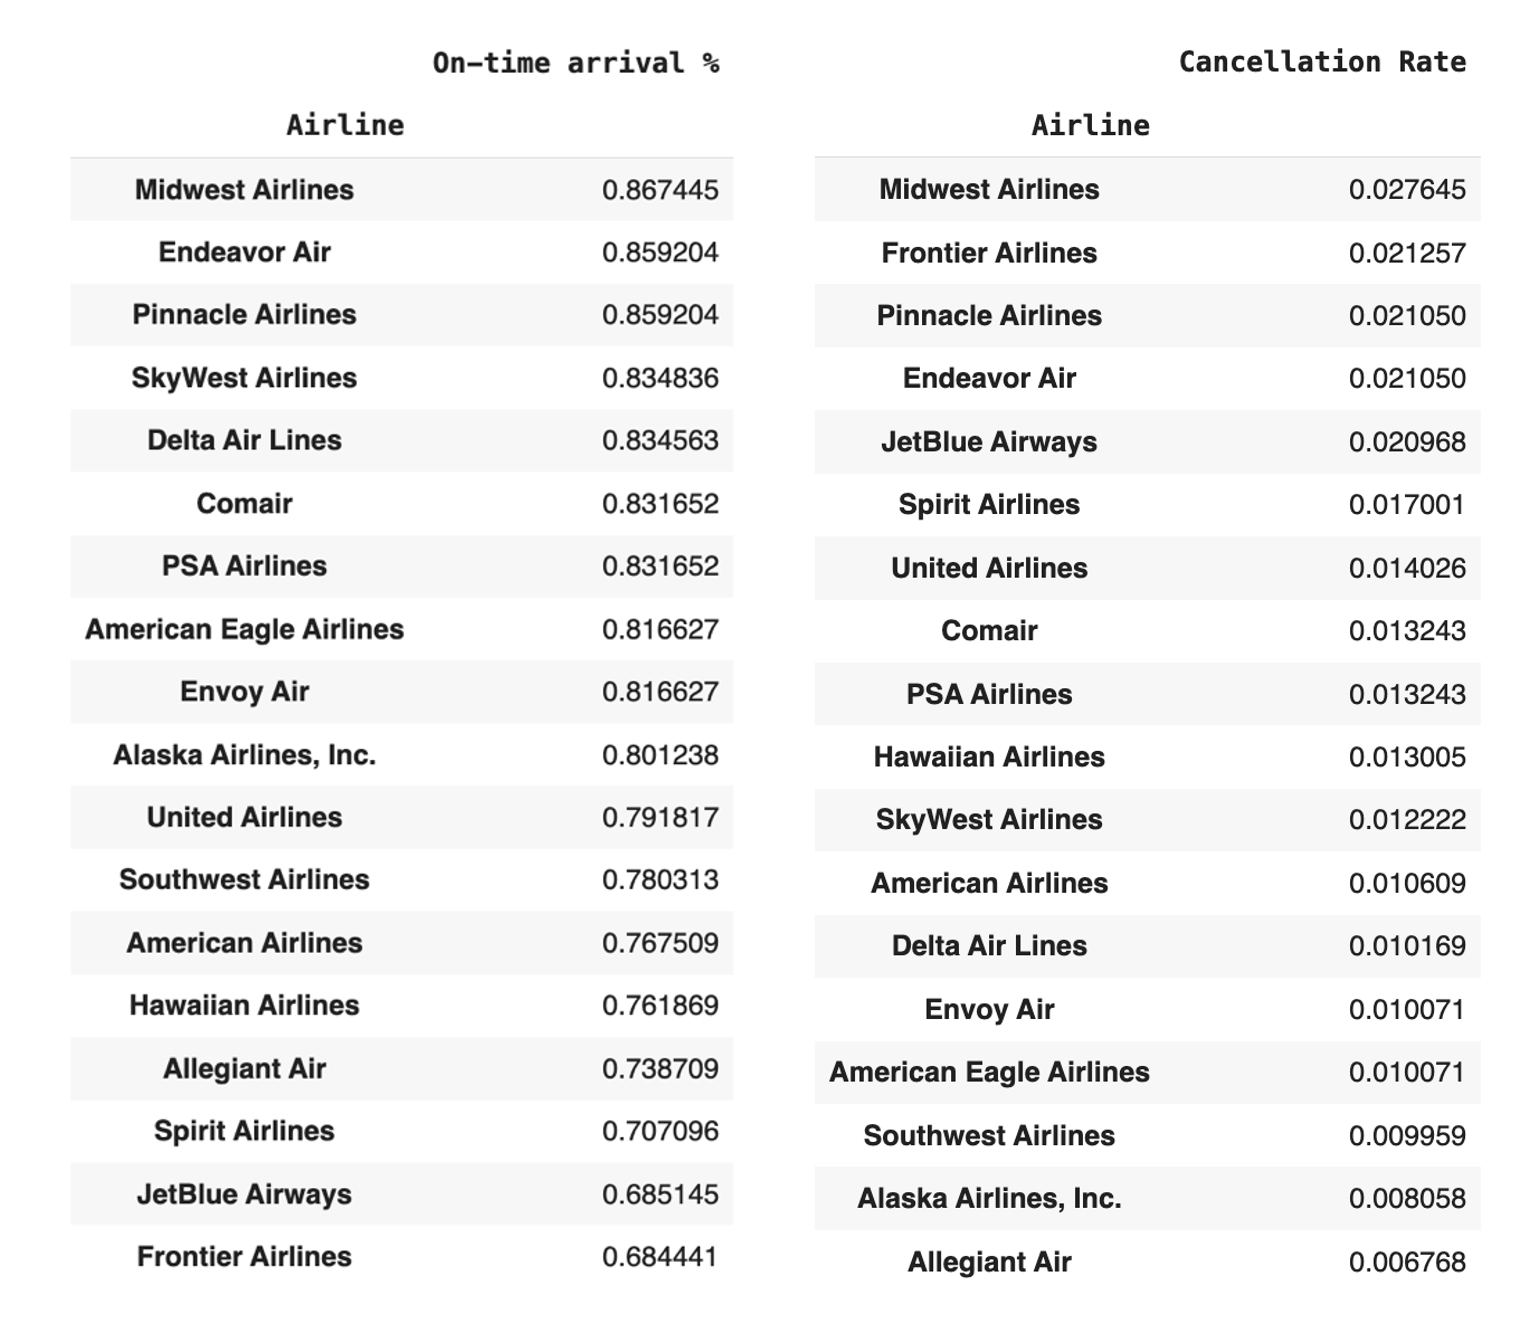 On-time arrival %
Airline
Midwest Airlines 0.867445
Endeavor Air 0.859204
Pinnacle Airlines 0.859204
SkyWest Airlines 0.834836
Delta Air Lines 0.834563
Comair 0.831652
PSA Airlines 0.831652
American Eagle Airlines 0.816627
Envoy Air 0.816627
Alaska Airlines, Inc. 0.801238
United Airlines 0.791817
Southwest Airlines 0.780313
American Airlines 0.767509
Hawaiian Airlines 0.761869
Allegiant Air 0.738709
Spirit Airlines 0.707096
JetBlue Airways 0.685145
Frontier Airlines 0.684441
Cancellation Rate
Airline
Midwest Airlines 0.027645
Frontier Airlines 0.021257
Pinnacle Airlines 0.021050
Endeavor Air 0.021050
JetBlue Airways 0.020968
Spirit Airlines 0.017001
United Airlines 0.014026
Comair 0.013243
PSA Airlines 0.013243
Hawaiian Airlines 0.013005
SkyWest Airlines 0.012222
American Airlines 0.010609
Delta Air Lines 0.010169
Envoy Air 0.010071
American Eagle Airlines 0.010071
Southwest Airlines 0.009959
Alaska Airlines, Inc. 0.008058
Allegiant Air 0.006768